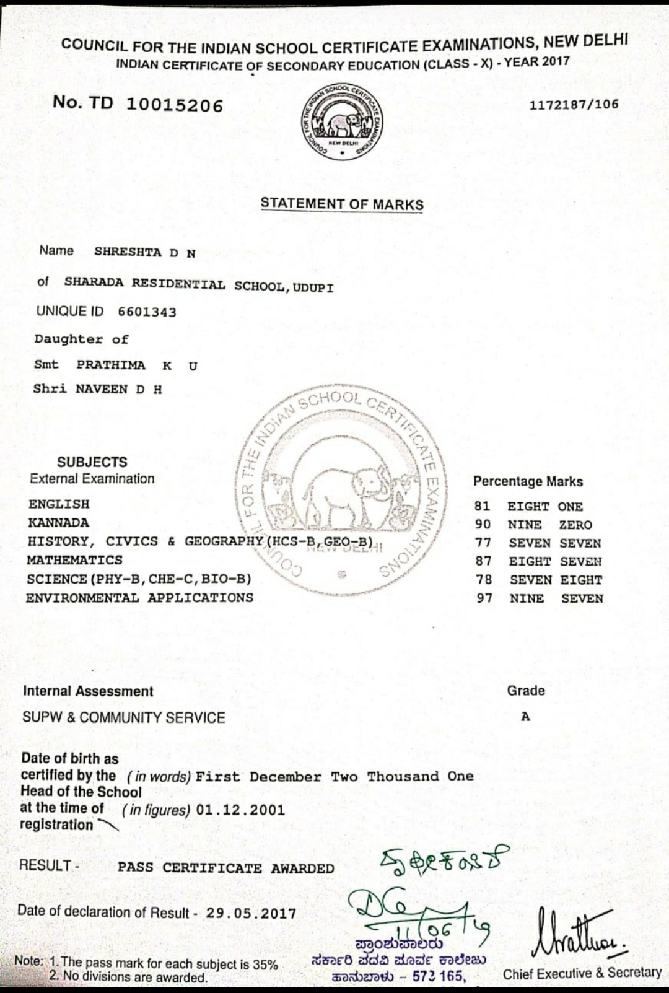 COUNCIL FOR THE INDIAN SCHOOL CERTIFICATE EXAMINATIONS, NEW DELHI
INDIAN CERTIFICATE OF SECONDARY EDUCATION (CLASS - X) - YEAR 2017
No. TD 10015206
1172187/106
COUNCIL FOR THE INDIAN SCHOOL CERTIFICATE EXAMINATIONS
NEW DELHI
STATEMENT OF MARKS
Name SHRESHTA D N
of SHARADA RESIDENTIAL SCHOOL, UDUPI
UNIQUE ID 6601343
Daughter of
Smt PRATHIMA K U
Shri NAVEEN D H
COUNCIL FOR THE INDIAN SCHOOL CERTIFICATE EXAMINATIONS
NEW DELHI
SUBJECTS
External Examination Percentage Marks
ENGLISH 81 EIGHT ONE
KANNADA 90 NINE ZERO
HISTORY, CIVICS & GEOGRAPHY (HCS-B, GEO-B) 77 SEVEN SEVEN
MATHEMATICS 87 EIGHT SEVEN
SCIENCE (PHY-B, CHE-C, BIO-B) 78 SEVEN EIGHT
ENVIRONMENTAL APPLICATIONS 97 NINE SEVEN
Internal Assessment Grade
SUPW & COMMUNITY SERVICE A
Date of birth as
certified by the (in words) First December Two Thousand One
Head of the School
at the time of (in figures) 01.12.2001
registration
RESULT - PASS CERTIFICATE AWARDED
ದೃಢೀಕರಿಸಿದೆ
Date of declaration of Result - 29.05.2017
11/06/19
ಪ್ರಾಂಶುಪಾಲರು
ಸರ್ಕಾರಿ ಪದವಿ ಪೂರ್ವ ಕಾಲೇಜು
ಹಾನುಬಾಳು - 573 165,
Note: 1. The pass mark for each subject is 35%
2. No divisions are awarded.
Chief Executive & Secretary